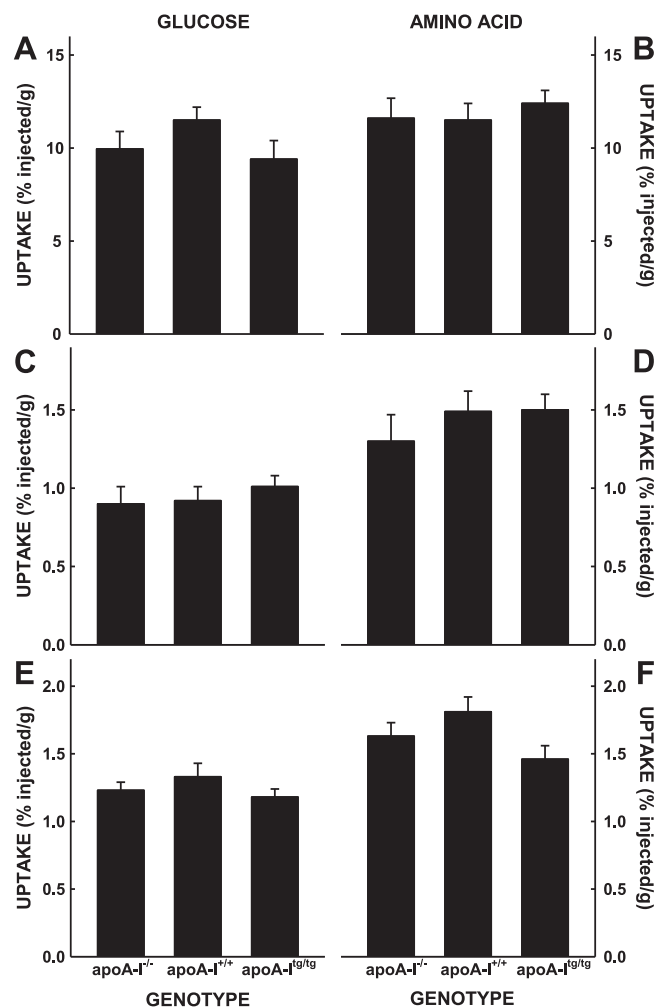 GLUCOSE AMINO ACID
A B
UPTAKE (% injected/g)
15
10
5
0
15
10
5
0
UPTAKE (% injected/g)
C D
UPTAKE (% injected/g)
1.5
1.0
0.5
0.0
1.5
1.0
0.5
0.0
UPTAKE (% injected/g)
E F
UPTAKE (% injected/g)
2.0
1.5
1.0
0.5
0.0
2.0
1.5
1.0
0.5
0.0
UPTAKE (% injected/g)
apoA-I-/- apoA-I+/+ apoA-Itg/tg apoA-I-/- apoA-I+/+ apoA-Itg/tg
GENOTYPE GENOTYPE